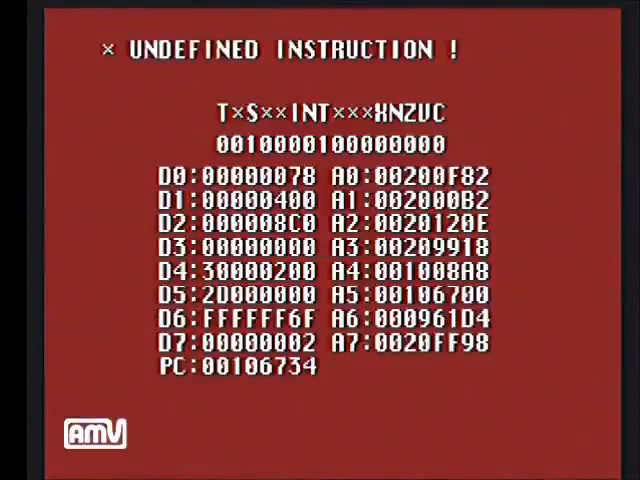 × UNDEFINED INSTRUCTION !
T×S××INT×××XNZVC
0010000100000000
D0:00000078 A0:00200F82
D1:00000400 A1:002000B2
D2:000008C0 A2:0020120E
D3:00000000 A3:00209918
D4:30000200 A4:001008A8
D5:2D000000 A5:00106700
D6:FFFFFF6F A6:000961D4
D7:00000002 A7:0020FF98
PC:00106734
AMV